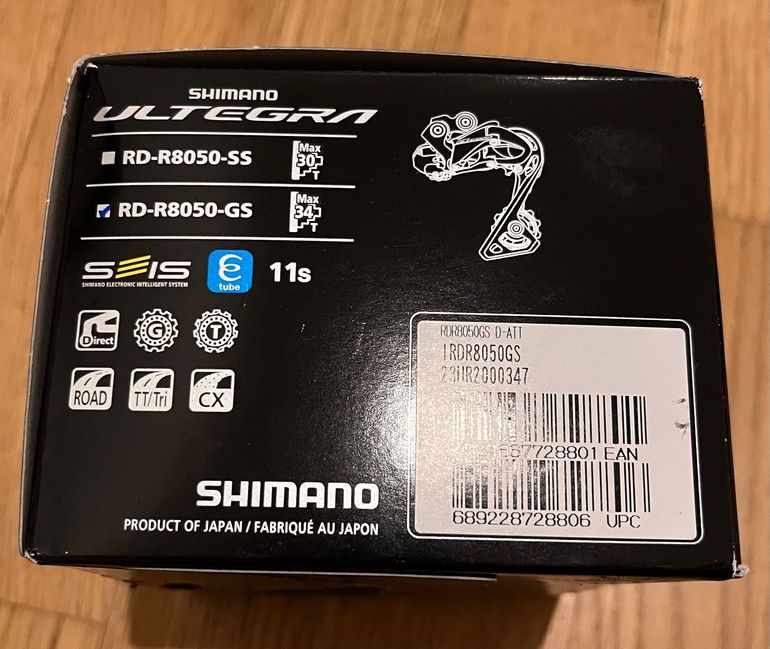 SHIMANO
ULTEGRA
RD-R8050-SS
Max
30
T
RD-R8050-GS
Max
34
T
SEIS
SHIMANO ELECTRONIC INTELLIGENT SYSTEM
E
tube
11s
Direct
G
T
ROAD
TT/Tri
CX
SHIMANO
PRODUCT OF JAPAN / FABRIQUÉ AU JAPON
RDR8050GS D-ATT
IRDR8050GS
23UR2000347
EAN
689228728806 UPC